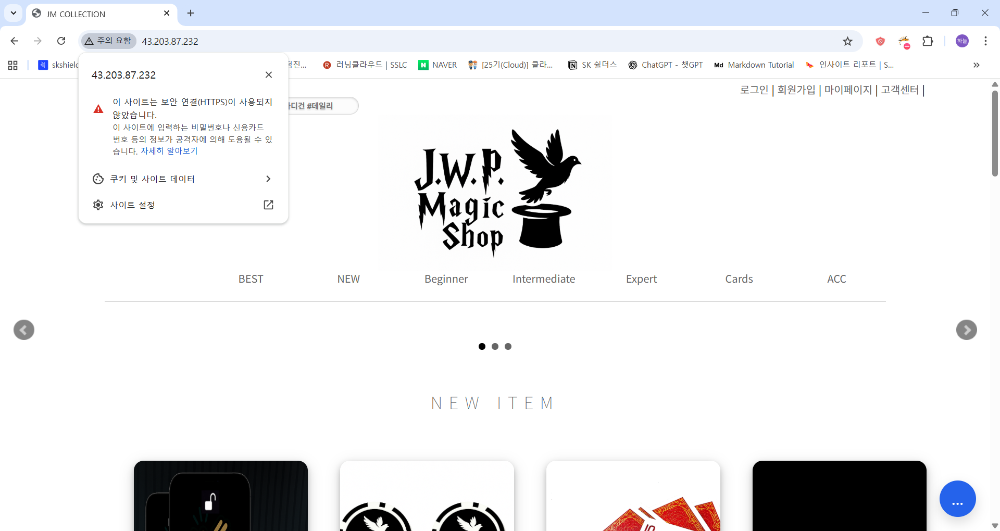 JM COLLECTION
주의 요함
43.203.87.232
skshield
점진...
러닝클라우드 | SSLC
NAVER
[25기(Cloud)] 클라...
SK 쉴더스
ChatGPT - 챗GPT
Md Markdown Tutorial
인사이트 리포트 | S...
하늘
43.203.87.232
이 사이트는 보안 연결(HTTPS)이 사용되지
않았습니다.
이 사이트에 입력하는 비밀번호나 신용카드
번호 등의 정보가 공격자에 의해 도용될 수 있
습니다. 자세히 알아보기
쿠키 및 사이트 데이터
사이트 설정
로그인 | 회원가입 | 마이페이지 | 고객센터 |
디건 #데일리
J.W.P.
Magic
Shop
BEST
NEW
Beginner
Intermediate
Expert
Cards
ACC
NEW ITEM
...